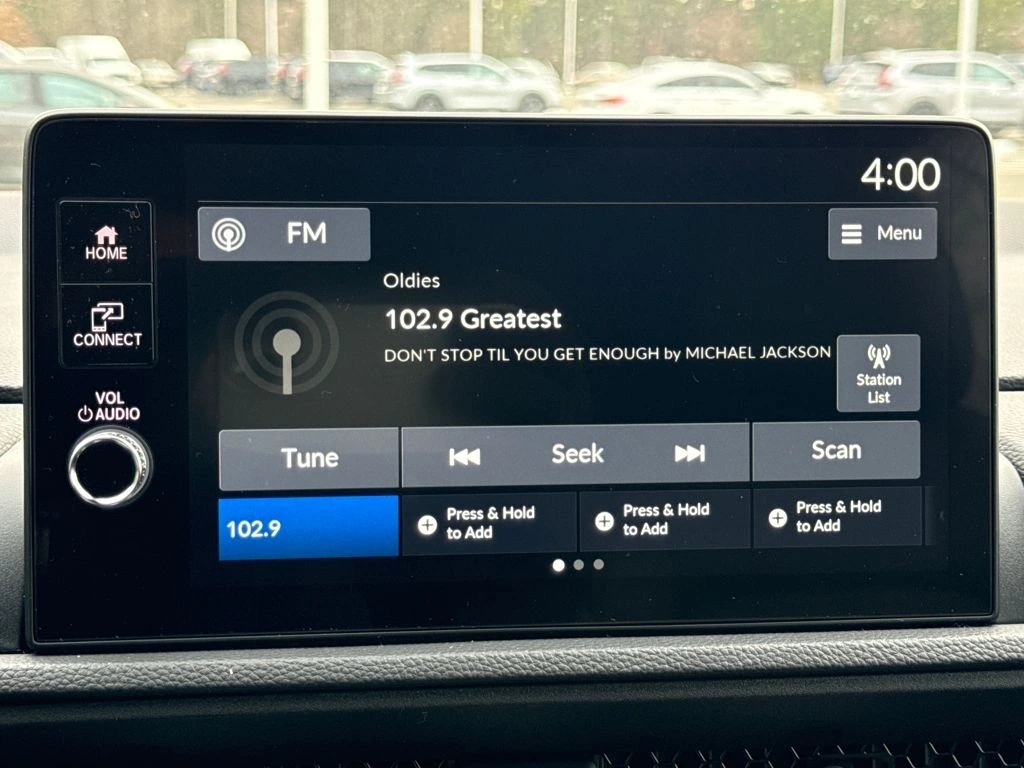 4:00
FM
Menu
HOME
Oldies
102.9 Greatest
CONNECT
DON'T STOP TIL YOU GET ENOUGH by MICHAEL JACKSON
Station
List
VOL
AUDIO
Tune
Seek
Scan
102.9
Press & Hold
to Add
Press & Hold
to Add
Press & Hold
to Add